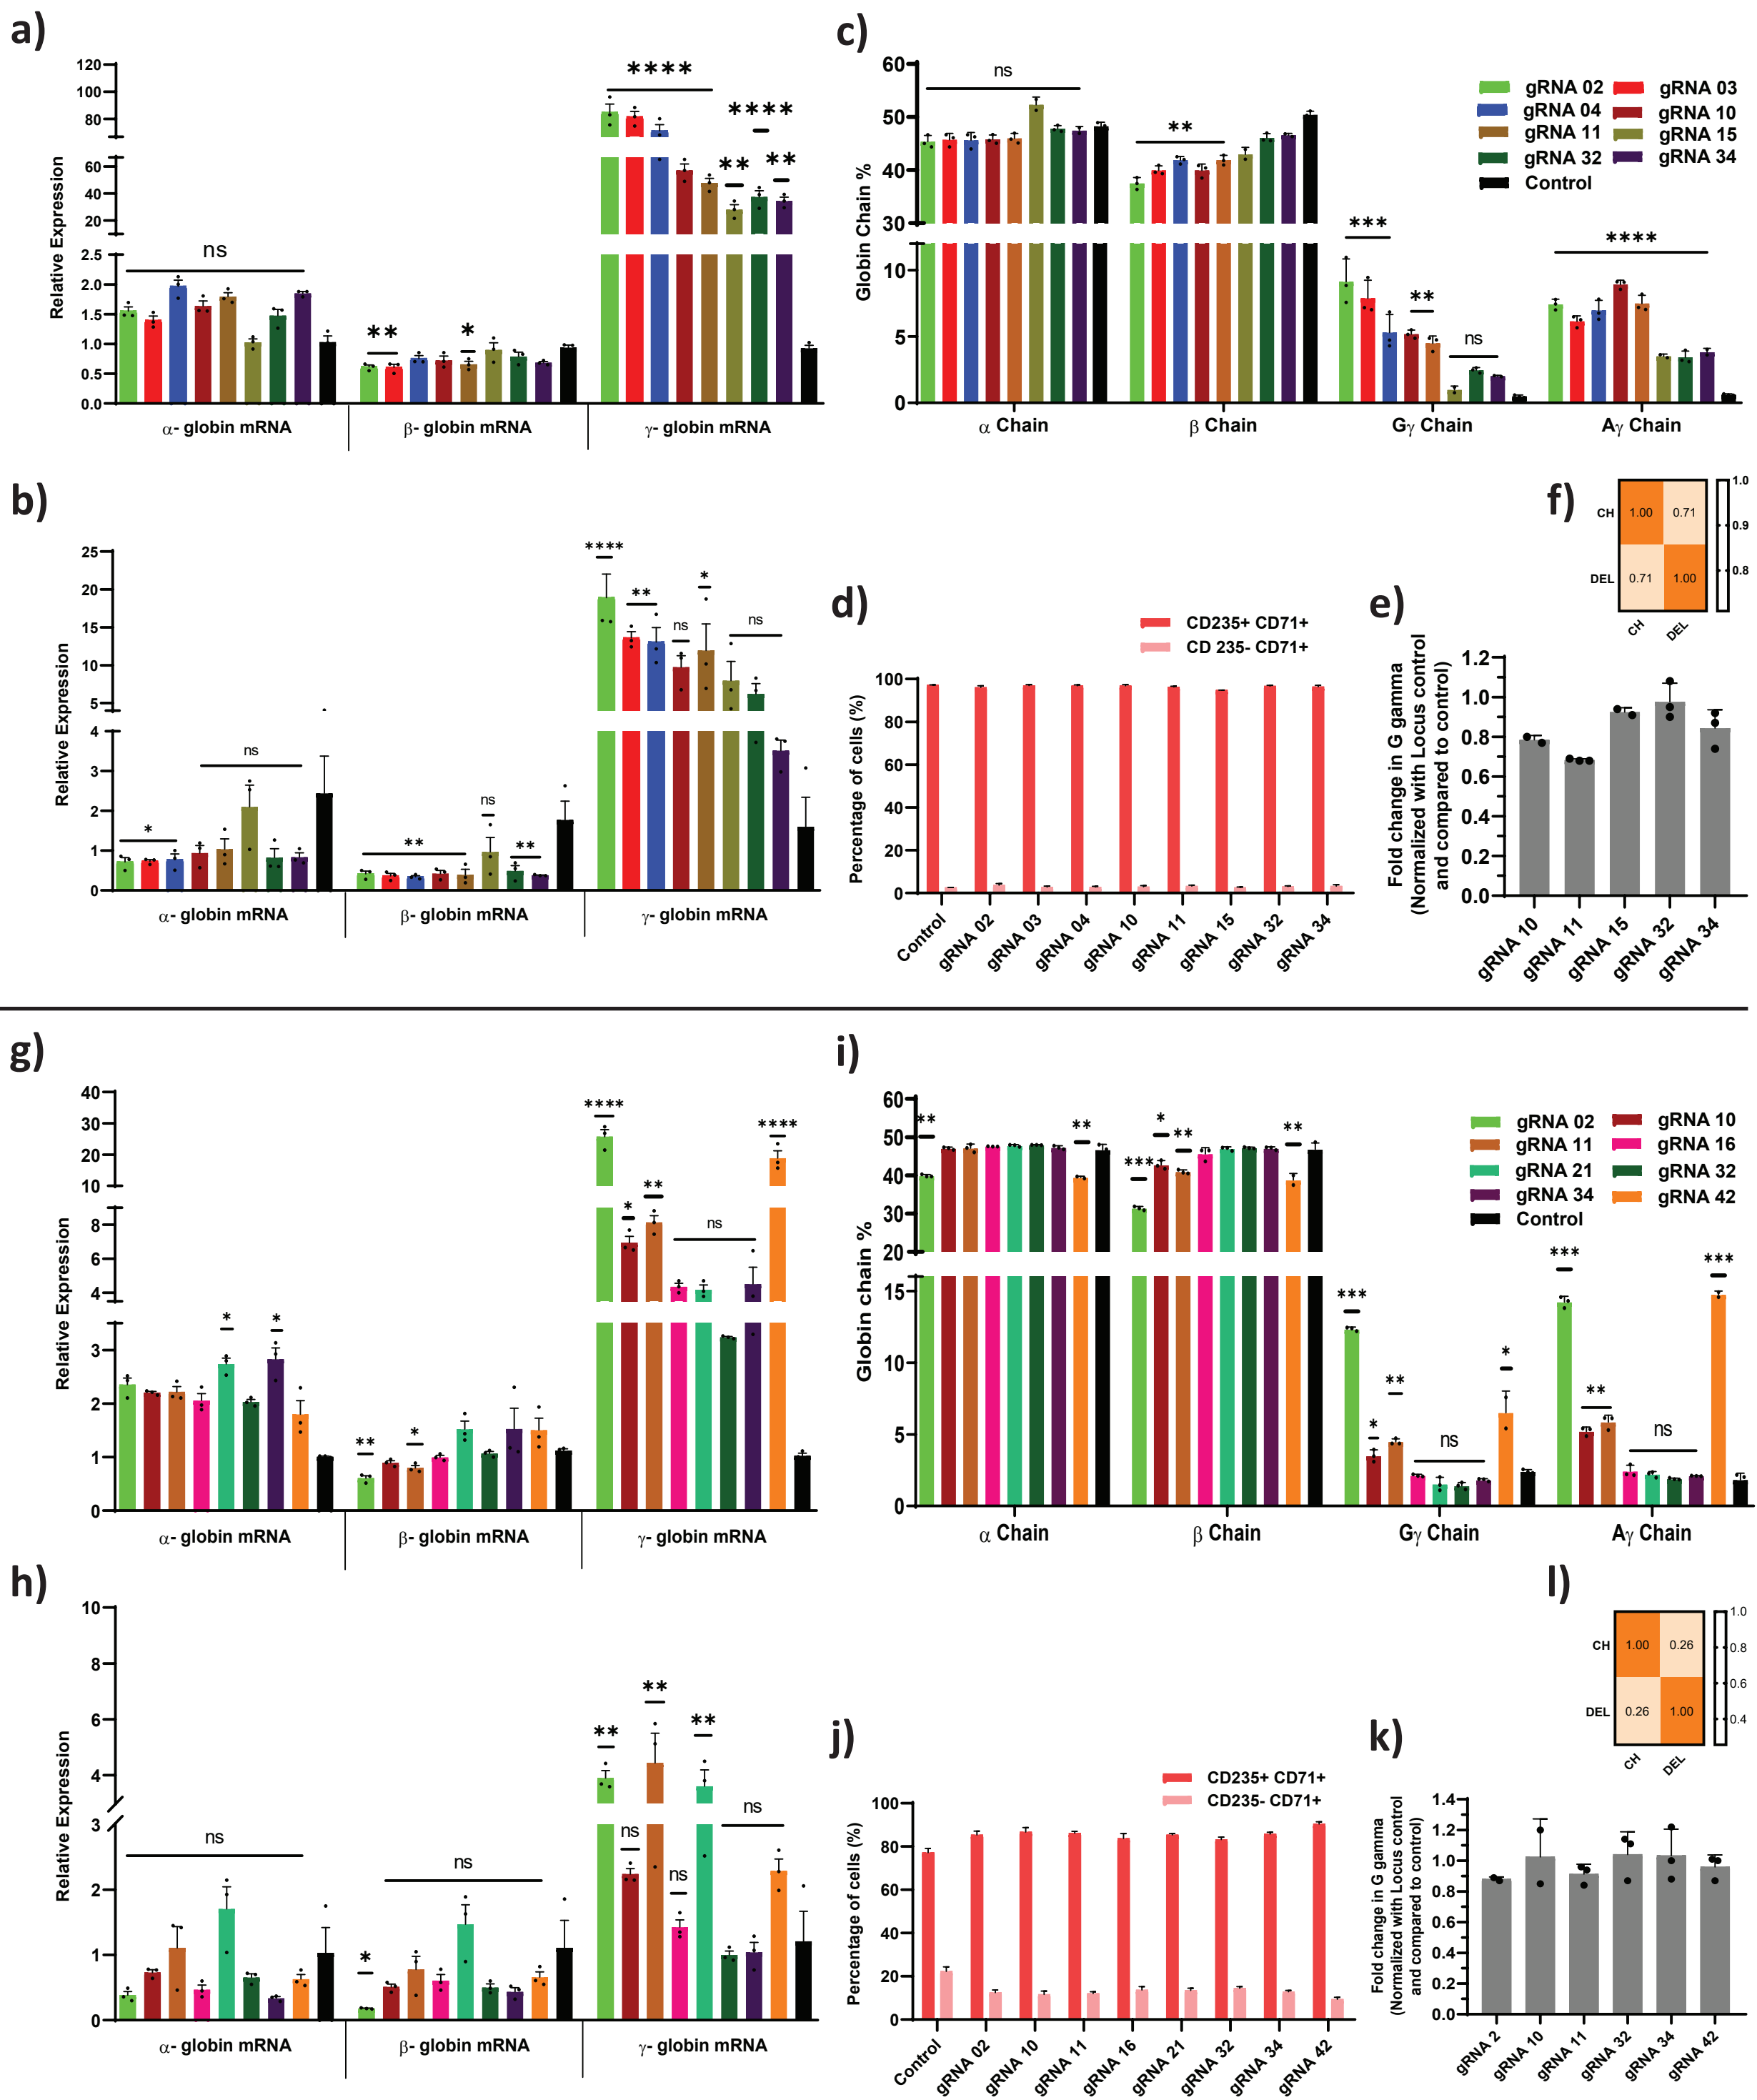 a)
120
100
80
60
40
20
2.5
2.0
1.5
1.0
0.5
0.0
Relative Expression
ns
**
*
****
**
****
**
α- globin mRNA
β- globin mRNA
γ- globin mRNA
c)
60
50
40
30
10
5
0
Globin Chain %
ns
**
***
**
ns
****
α Chain
β Chain
Gγ Chain
Aγ Chain
gRNA 02
gRNA 03
gRNA 04
gRNA 10
gRNA 11
gRNA 15
gRNA 32
gRNA 34
Control
b)
25
20
15
10
5
4
3
2
1
0
Relative Expression
*
ns
**
ns
**
****
**
ns
*
ns
α- globin mRNA
β- globin mRNA
γ- globin mRNA
d)
CD235+ CD71+
CD 235- CD71+
100
80
60
40
20
0
Percentage of cells (%)
Control
gRNA 02
gRNA 03
gRNA 04
gRNA 10
gRNA 11
gRNA 15
gRNA 32
gRNA 34
f)
CH
DEL
1.00
0.71
0.71
1.00
CH
DEL
1.0
0.9
0.8
e)
Fold change in G gamma
(Normalized with Locus control
and compared to control)
1.2
1.0
0.8
0.6
0.4
0.2
0.0
gRNA 10
gRNA 11
gRNA 15
gRNA 32
gRNA 34
g)
40
30
20
10
8
6
4
3
2
1
0
Relative Expression
*
*
**
*
****
*
**
ns
****
α- globin mRNA
β- globin mRNA
γ- globin mRNA
i)
60
50
40
30
20
15
10
5
0
Globin chain %
**
**
***
*
**
**
***
*
**
ns
*
***
**
ns
***
α Chain
β Chain
Gγ Chain
Aγ Chain
gRNA 02
gRNA 10
gRNA 11
gRNA 16
gRNA 21
gRNA 32
gRNA 34
gRNA 42
Control
h)
10
8
6
4
3
2
1
0
Relative Expression
ns
*
ns
**
ns
**
ns
**
ns
α- globin mRNA
β- globin mRNA
γ- globin mRNA
j)
CD235+ CD71+
CD235- CD71+
100
80
60
40
20
0
Percentage of cells (%)
Control
gRNA 02
gRNA 10
gRNA 11
gRNA 16
gRNA 21
gRNA 32
gRNA 34
gRNA 42
l)
CH
DEL
1.00
0.26
0.26
1.00
CH
DEL
1.0
0.8
0.6
0.4
k)
Fold change in G gamma
(Normalized with Locus control
and compared to control)
1.4
1.2
1.0
0.8
0.6
0.4
0.2
0.0
gRNA 2
gRNA 10
gRNA 11
gRNA 32
gRNA 34
gRNA 42